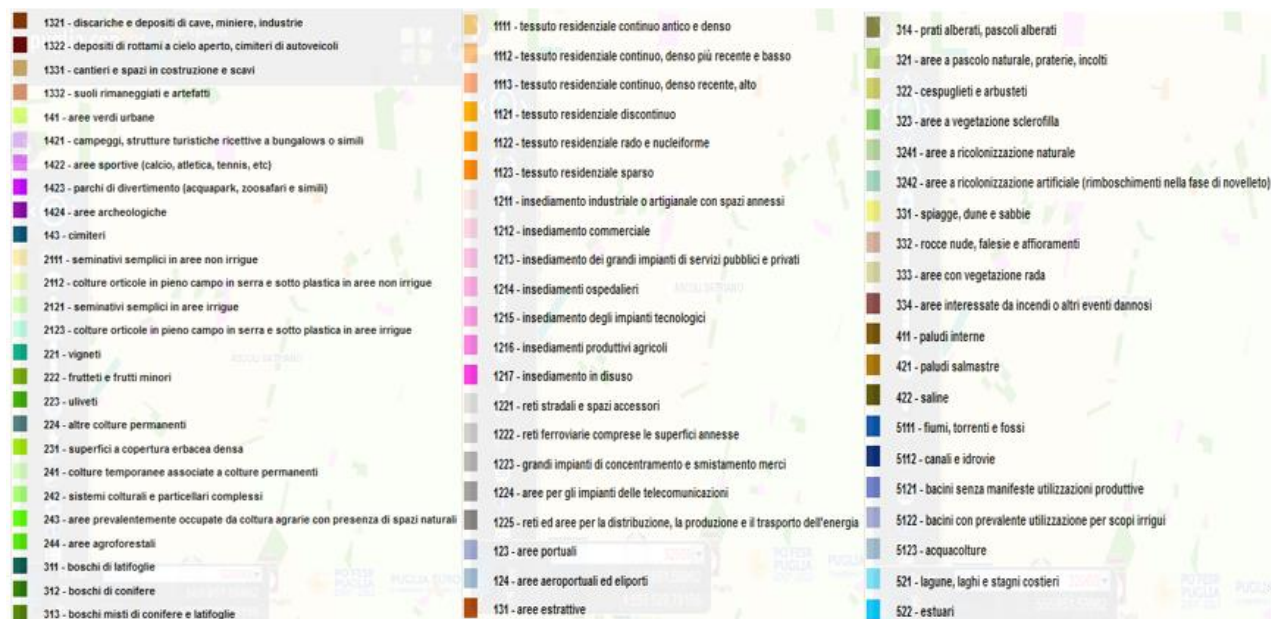 1321 - discariche e depositi di cave, miniere, industrie
1322 - depositi di rottami a cielo aperto, cimiteri di autoveicoli
1331 - cantieri e spazi in costruzione e scavi
1332 - suoli rimaneggiati e artefatti
141 - aree verdi urbane
1421 - campeggi, strutture turistiche ricettive a bungalows o simili
1422 - aree sportive (calcio, atletica, tennis, etc)
1423 - parchi di divertimento (acquapark, zoosafari e simili)
1424 - aree archeologiche
143 - cimiteri
2111 - seminativi semplici in aree non irrigue
2112 - colture orticole in pieno campo in serra e sotto plastica in aree non irrigue
2121 - seminativi semplici in aree irrigue
2123 - colture orticole in pieno campo in serra e sotto plastica in aree irrigue
221 - vigneti
222 - frutteti e frutti minori
223 - uliveti
224 - altre colture permanenti
231 - superfici a copertura erbacea densa
241 - colture temporanee associate a colture permanenti
242 - sistemi colturali e particellari complessi
243 - aree prevalentemente occupate da coltura agrarie con presenza di spazi naturali
244 - aree agroforestali
311 - boschi di latifoglie
312 - boschi di conifere
313 - boschi misti di conifere e latifoglie
1111 - tessuto residenziale continuo antico e denso
1112 - tessuto residenziale continuo, denso più recente e basso
1113 - tessuto residenziale continuo, denso recente, alto
1121 - tessuto residenziale discontinuo
1122 - tessuto residenziale rado e nucleiforme
1123 - tessuto residenziale sparso
1211 - insediamento industriale o artigianale con spazi annessi
1212 - insediamento commerciale
1213 - insediamento dei grandi impianti di servizi pubblici e privati
1214 - insediamenti ospedalieri
1215 - insediamento degli impianti tecnologici
1216 - insediamenti produttivi agricoli
1217 - insediamento in disuso
1221 - reti stradali e spazi accessori
1222 - reti ferroviarie comprese le superfici annesse
1223 - grandi impianti di concentramento e smistamento merci
1224 - aree per gli impianti delle telecomunicazioni
1225 - reti ed aree per la distribuzione, la produzione e il trasporto dell'energia
123 - aree portuali
124 - aree aeroportuali ed eliporti
131 - aree estrattive
314 - prati alberati, pascoli alberati
321 - aree a pascolo naturale, praterie, incolti
322 - cespuglieti e arbusteti
323 - aree a vegetazione sclerofilla
3241 - aree a ricolonizzazione naturale
3242 - aree a ricolonizzazione artificiale (rimboschimenti nella fase di novelleto)
331 - spiagge, dune e sabbie
332 - rocce nude, falesie e affioramenti
333 - aree con vegetazione rada
334 - aree interessate da incendi o altri eventi dannosi
411 - paludi interne
421 - paludi salmastre
422 - saline
5111 - fiumi, torrenti e fossi
5112 - canali e idrovie
5121 - bacini senza manifeste utilizzazioni produttive
5122 - bacini con prevalente utilizzazione per scopi irrigui
5123 - acquacolture
521 - lagune, laghi e stagni costieri
522 - estuari